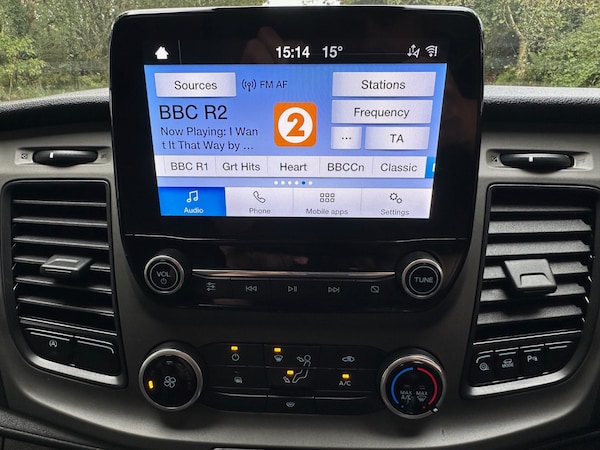 15:14 15°
Sources FM AF Stations
BBC R2
Now Playing: I Wan
t It That Way by ...
2
Frequency
... TA
BBC R1 Grt Hits Heart BBCCn Classic
Audio Phone Mobile apps Settings
VOL TUNE
A/C
MAX A/C MAX
MODE P
A